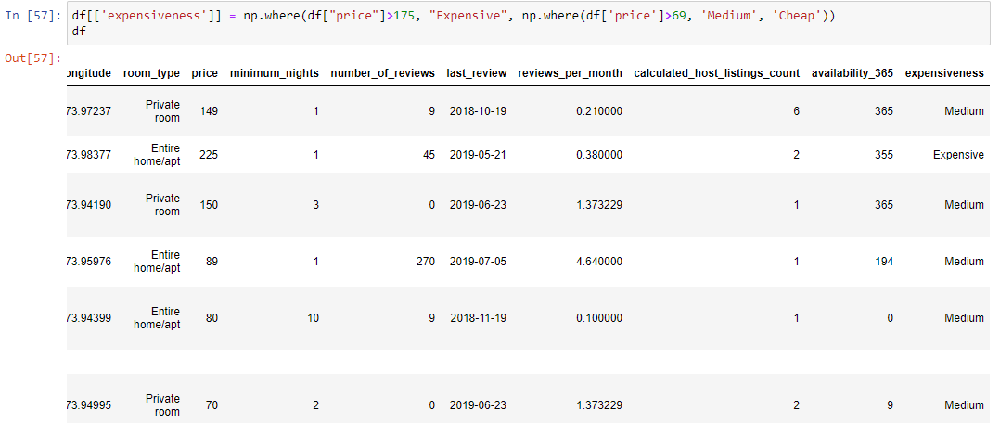 In [57]: df[['expensiveness']] = np.where(df["price"]>175, "Expensive", np.where(df['price']>69, 'Medium', 'Cheap'))
df
Out[57]:
ongitude room_type price minimum_nights number_of_reviews last_review reviews_per_month calculated_host_listings_count availability_365 expensiveness
73.97237 Private room 149 1 9 2018-10-19 0.210000 6 365 Medium
73.98377 Entire home/apt 225 1 45 2019-05-21 0.380000 2 355 Expensive
73.94190 Private room 150 3 0 2019-06-23 1.373229 1 365 Medium
73.95976 Entire home/apt 89 1 270 2019-07-05 4.640000 1 194 Medium
73.94399 Entire home/apt 80 10 9 2018-11-19 0.100000 1 0 Medium
... ... ... ... ... ... ... ... ... ...
73.94995 Private room 70 2 0 2019-06-23 1.373229 2 9 Medium